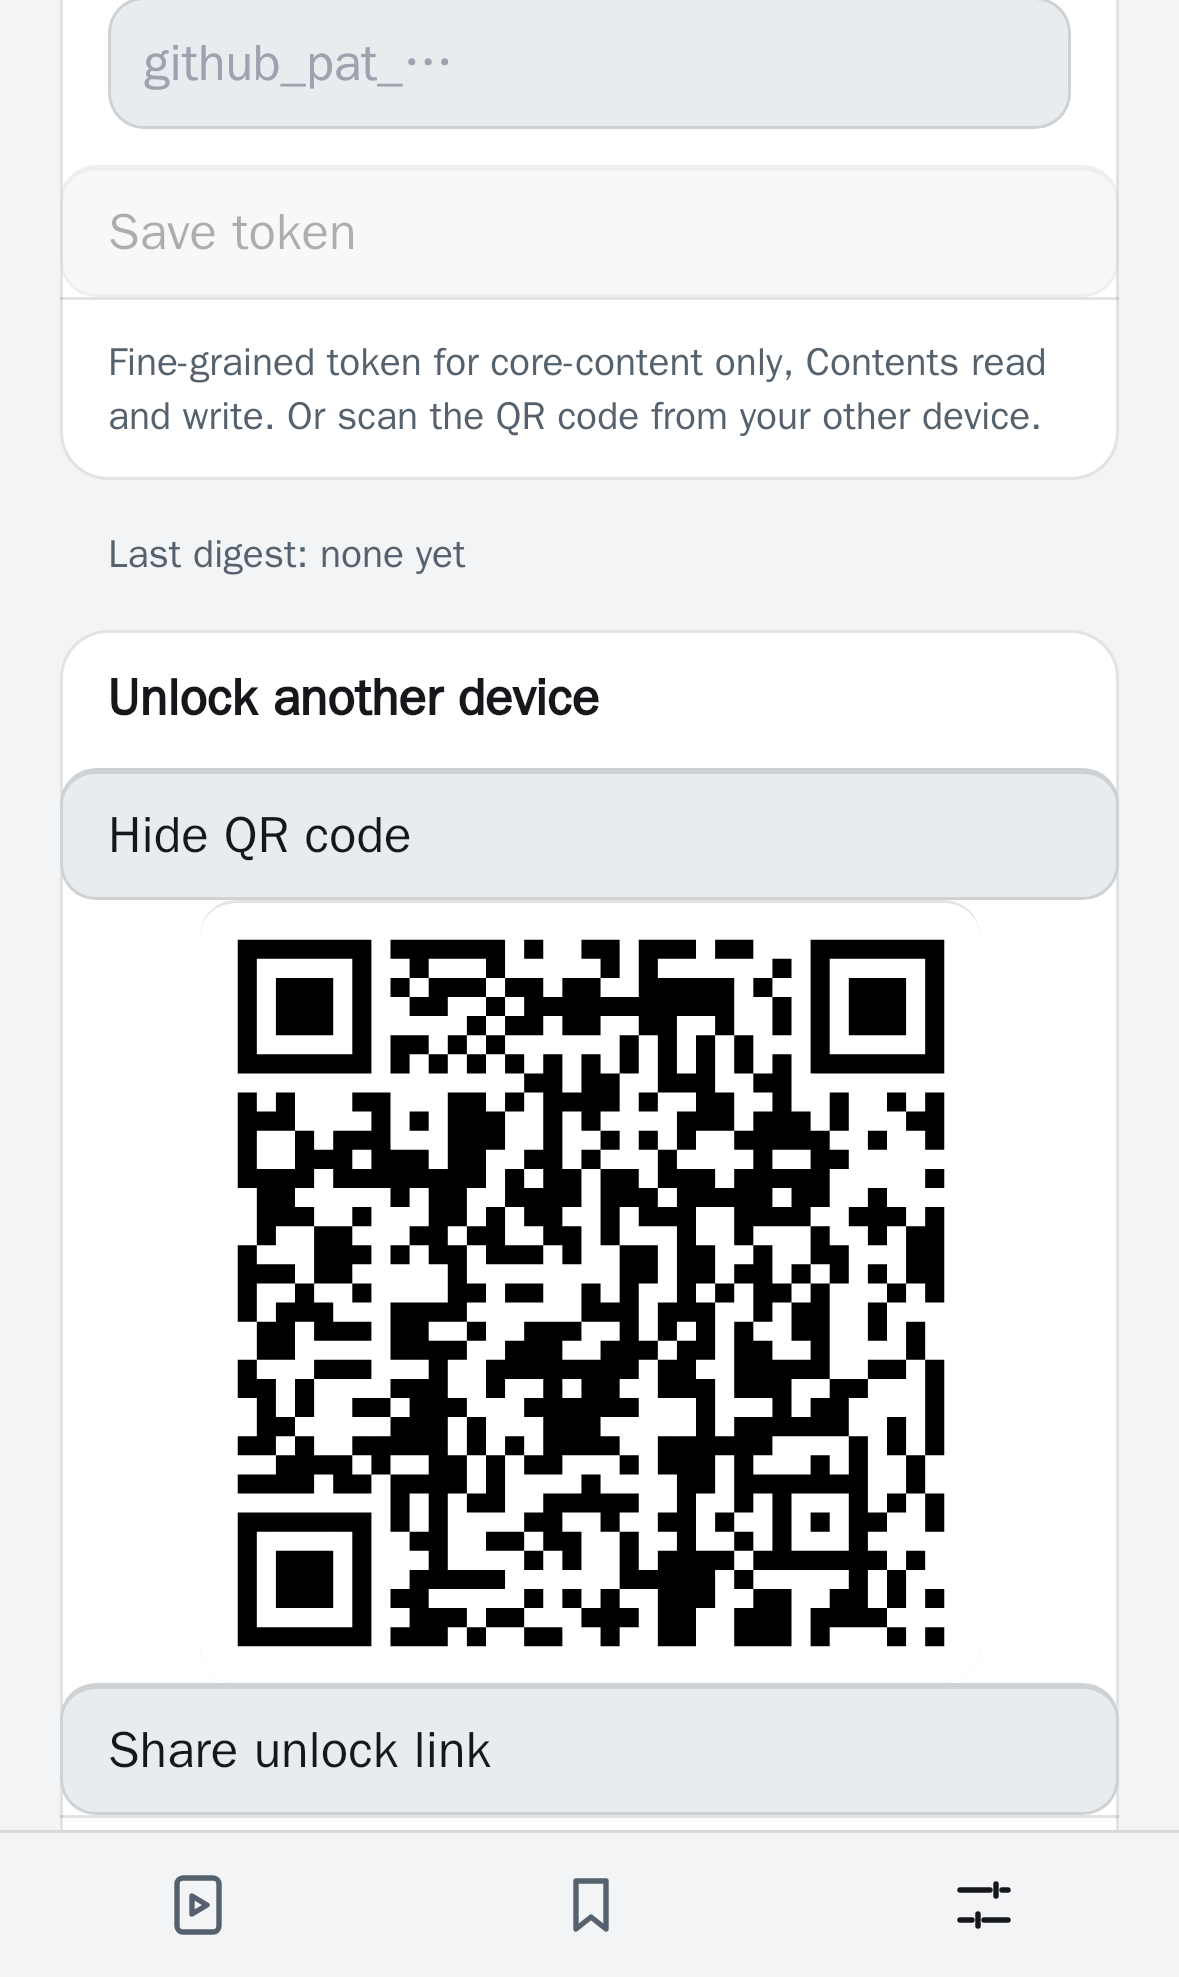 github_pat_…
Save token
Fine-grained token for core-content only, Contents read
and write. Or scan the QR code from your other device.
Last digest: none yet
Unlock another device
Hide QR code
Share unlock link